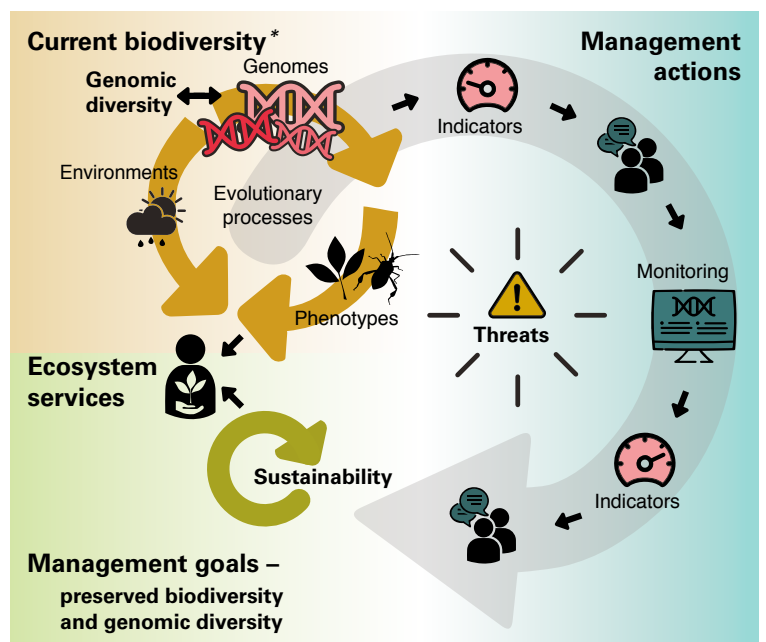 Current biodiversity*
Management
actions
Genomes
Genomic
diversity
Indicators
Environments
Evolutionary
processes
Monitoring
Phenotypes
Threats
Ecosystem
services
Sustainability
Indicators
Management goals –
preserved biodiversity
and genomic diversity